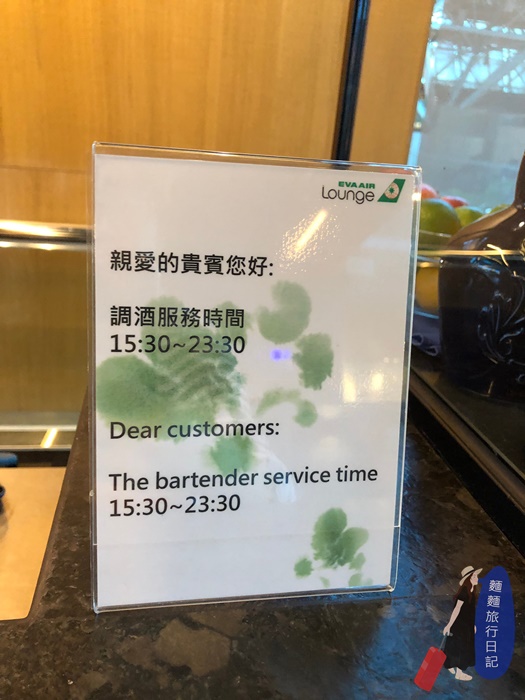 EVA AIR
Lounge
親愛的貴賓您好:
調酒服務時間
15:30~23:30
Dear customers:
The bartender service time
15:30~23:30
麵麵旅行日記